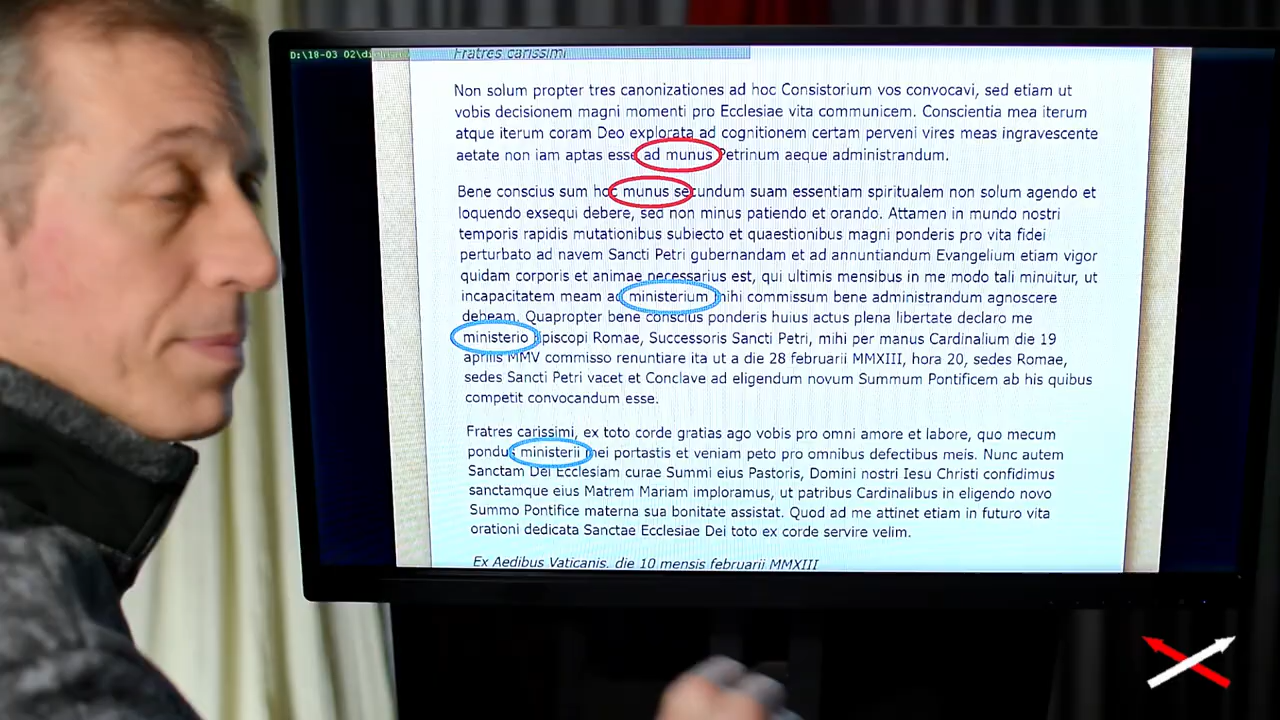 D:\18-03 02\
Fratres carissimi
Non solum propter tres canonizationes ad hoc Consistorium vos convocavi, sed etiam ut
vobis decisionem magni momenti pro Ecclesiae vita communicem. Conscientia mea iterum
atque iterum coram Deo explorata ad cognitionem certam perveni vires meas ingravescente
aetate non iam aptas esse ad munus Petrinum aeque administrandum.
Bene conscius sum hoc munus secundum suam essentiam spiritualem non solum agendo et
loquendo exsequi debere, sed non minus patiendo et orando. Attamen in mundo nostri
temporis rapidis mutationibus subiecto et quaestionibus magni ponderis pro vita fidei
perturbato ad navem Sancti Petri gubernandam et ad annuntiandum Evangelium etiam vigor
quidam corporis et animae necessarius est, qui ultimis mensibus in me modo tali minuitur, ut
incapacitatem meam ad ministerium mihi commissum bene administrandum agnoscere
debeam. Quapropter bene conscius ponderis huius actus plena libertate declaro me
ministerio Episcopi Romae, Successoris Sancti Petri, mihi per manus Cardinalium die 19
aprilis MMV commisso renuntiare ita ut a die 28 februarii MMXIII, hora 20, sedes Romae,
sedes Sancti Petri vacet et Conclave ad eligendum novum Summum Pontificem ab his quibus
competit convocandum esse.
Fratres carissimi, ex toto corde gratias ago vobis pro omni amore et labore, quo mecum
pondus ministerii mei portastis et veniam peto pro omnibus defectibus meis. Nunc autem
Sanctam Dei Ecclesiam curae Summi eius Pastoris, Domini nostri Iesu Christi confidimus
sanctamque eius Matrem Mariam imploramus, ut patribus Cardinalibus in eligendo novo
Summo Pontifice materna sua bonitate assistat. Quod ad me attinet etiam in futuro vita
orationi dedicata Sanctae Ecclesiae Dei toto ex corde servire velim.
Ex Aedibus Vaticanis, die 10 mensis februarii MMXIII